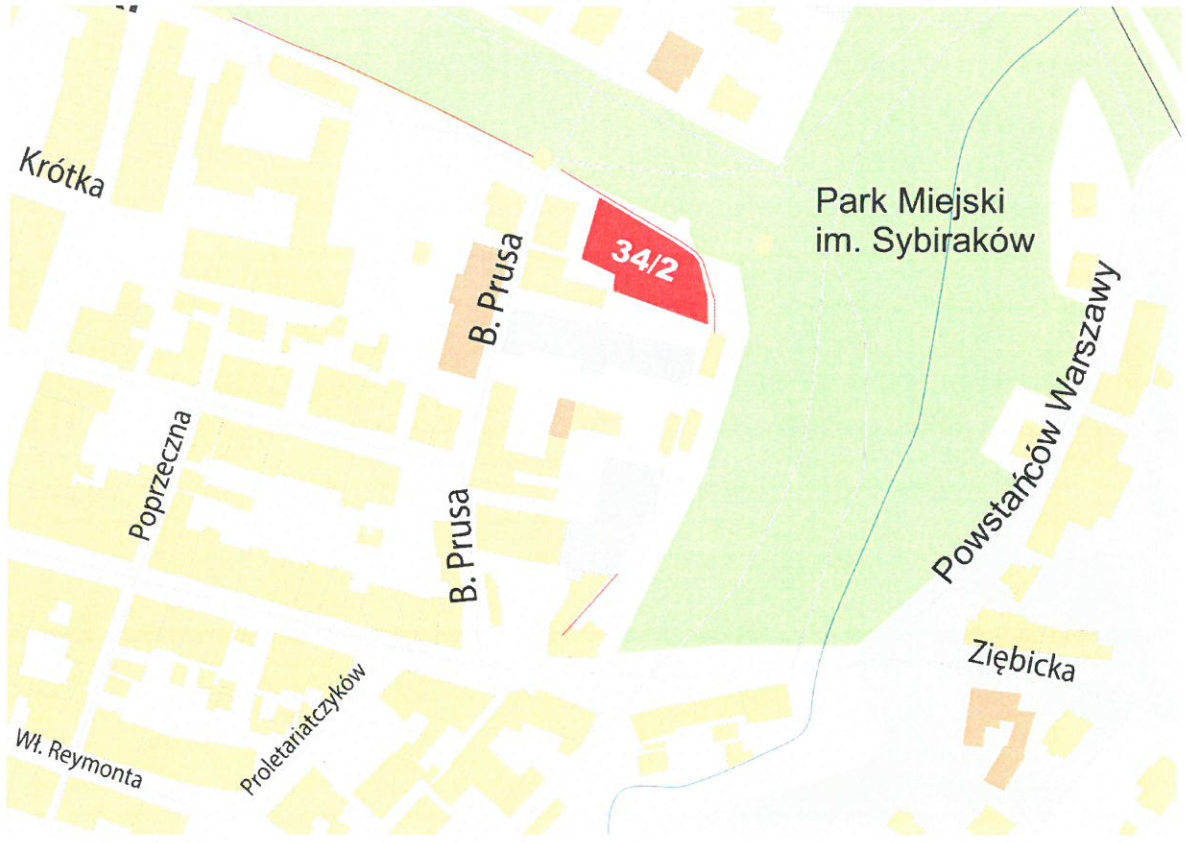 Krótka
Park Miejski
im. Sybiraków
34/2
B. Prusa
Powstańców Warszawy
Poprzeczna
B. Prusa
Ziębicka
Proletariatczyków
Wł. Reymonta